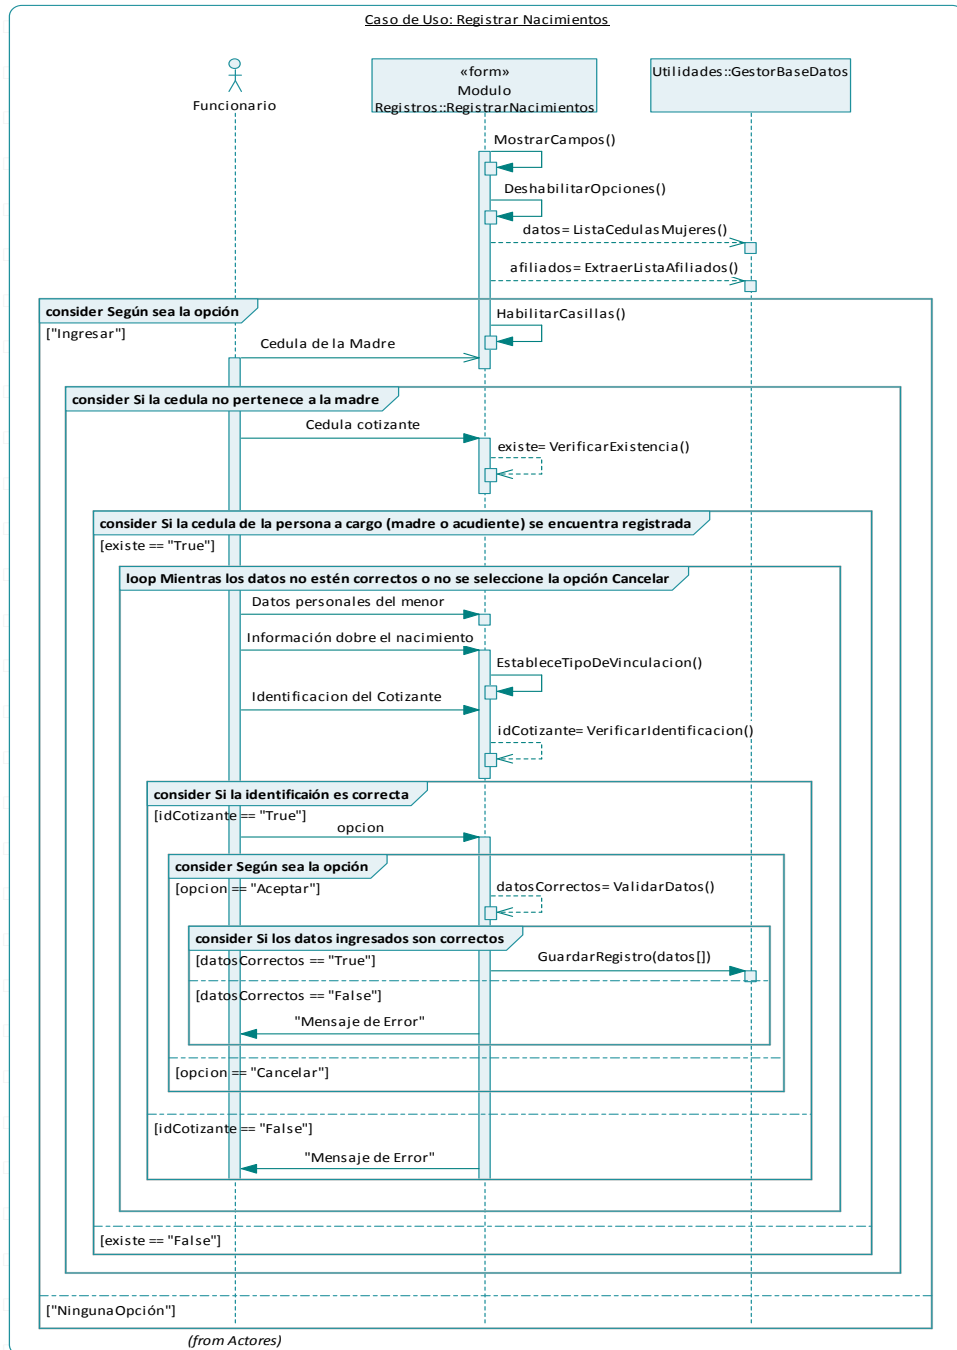 Caso de Uso: Registrar Nacimientos
Funcionario
«form»
Modulo
Registros::RegistrarNacimientos
Utilidades::GestorBaseDatos
MostrarCampos()
DeshabilitarOpciones()
datos= ListaCedulasMujeres()
afiliados= ExtraerListaAfiliados()
consider Según sea la opción
["Ingresar"]
HabilitarCasillas()
Cedula de la Madre
consider Si la cedula no pertenece a la madre
Cedula cotizante
existe= VerificarExistencia()
consider Si la cedula de la persona a cargo (madre o acudiente) se encuentra registrada
[existe == "True"]
loop Mientras los datos no estén correctos o no se seleccione la opción Cancelar
Datos personales del menor
Información dobre el nacimiento
EstableceTipoDeVinculacion()
Identificacion del Cotizante
idCotizante= VerificarIdentificacion()
consider Si la identificaión es correcta
[idCotizante == "True"]
opcion
consider Según sea la opción
[opcion == "Aceptar"]
datosCorrectos= ValidarDatos()
consider Si los datos ingresados son correctos
[datosCorrectos == "True"]
GuardarRegistro(datos[])
[datosCorrectos == "False"]
"Mensaje de Error"
[opcion == "Cancelar"]
[idCotizante == "False"]
"Mensaje de Error"
[existe == "False"]
["NingunaOpción"]
(from Actores)